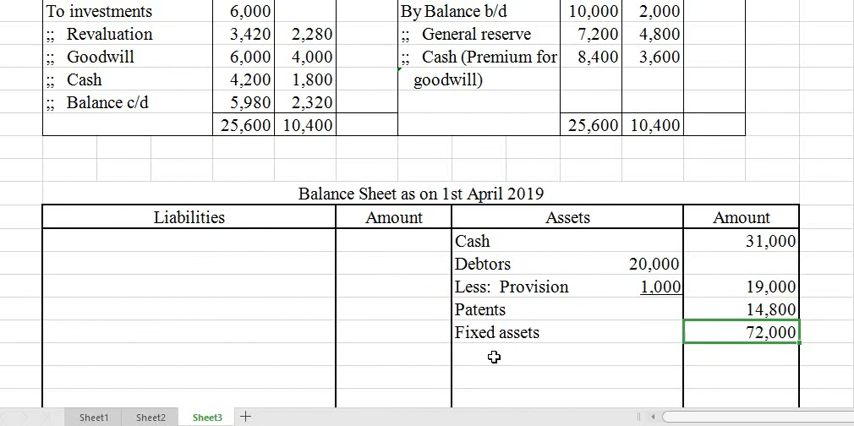 To investments 6,000 By Balance b/d 10,000 2,000
;; Revaluation 3,420 2,280 ;; General reserve 7,200 4,800
;; Goodwill 6,000 4,000 ;; Cash (Premium for 8,400 3,600
;; Cash 4,200 1,800 goodwill)
;; Balance c/d 5,980 2,320
25,600 10,400 25,600 10,400
Balance Sheet as on 1st April 2019
Liabilities Amount Assets Amount
Cash 31,000
Debtors 20,000
Less: Provision 1,000 19,000
Patents 14,800
Fixed assets 72,000
Sheet1 Sheet2 Sheet3